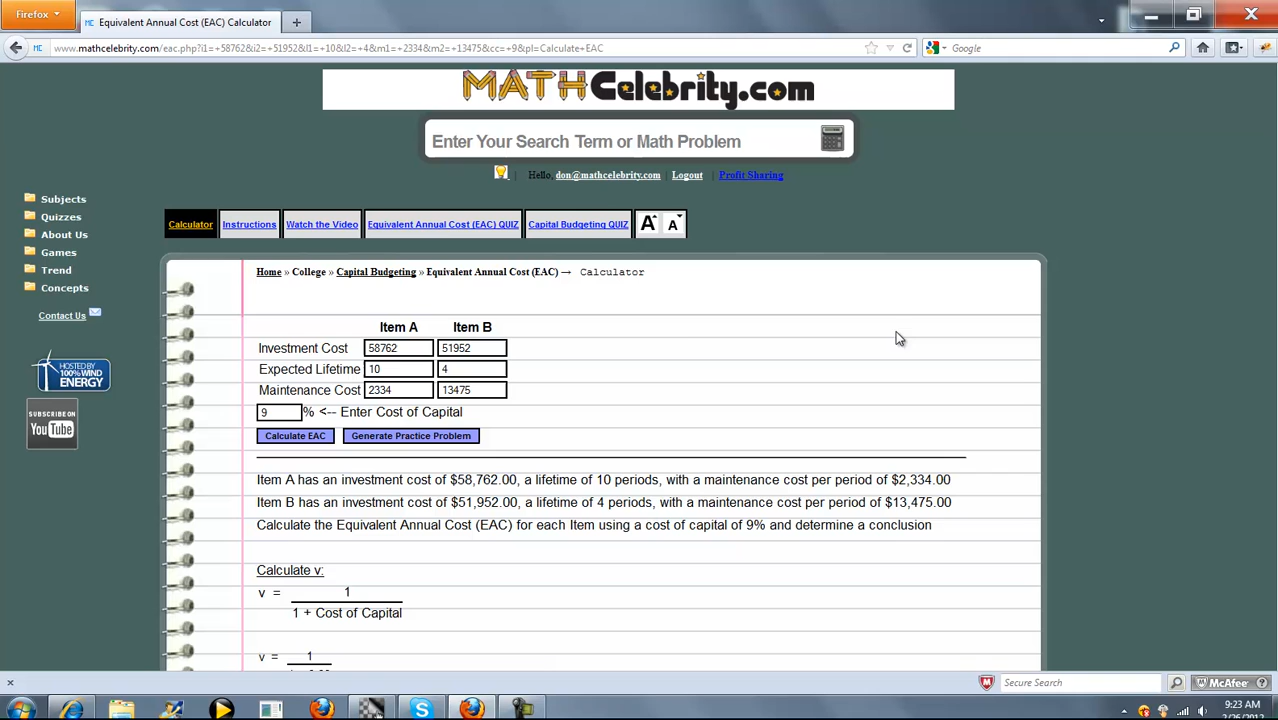 Firefox
Equivalent Annual Cost (EAC) Calculator
www.mathcelebrity.com/eac.php?i1=+58762&i2=+51952&l1=+10&l2=+4&m1=+2334&m2=+13475&cc=+9&pl=Calculate+EAC
Google
MATHCelebrity.com
Enter Your Search Term or Math Problem
| Hello, don@mathcelebrity.com | Logout | Profit Sharing
Subjects
Quizzes
About Us
Games
Trend
Concepts
Contact Us
HOSTED BY
100% WIND
ENERGY
SUBSCRIBE ON
YouTube
Calculator
Instructions
Watch the Video
Equivalent Annual Cost (EAC) QUIZ
Capital Budgeting QUIZ
A A
Home » College » Capital Budgeting » Equivalent Annual Cost (EAC) → Calculator
Item A Item B
Investment Cost 58762 51952
Expected Lifetime 10 4
Maintenance Cost 2334 13475
9 % <-- Enter Cost of Capital
Calculate EAC Generate Practice Problem
Item A has an investment cost of $58,762.00, a lifetime of 10 periods, with a maintenance cost per period of $2,334.00
Item B has an investment cost of $51,952.00, a lifetime of 4 periods, with a maintenance cost per period of $13,475.00
Calculate the Equivalent Annual Cost (EAC) for each Item using a cost of capital of 9% and determine a conclusion
Calculate v:
v = 1
1 + Cost of Capital
v = 1
Secure Search
McAfee
9:23 AM
2/26/2012